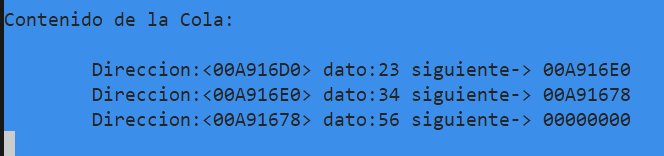 Contenido de la Cola:
Direccion:<00A916D0> dato:23 siguiente-> 00A916E0
Direccion:<00A916E0> dato:34 siguiente-> 00A91678
Direccion:<00A91678> dato:56 siguiente-> 00000000